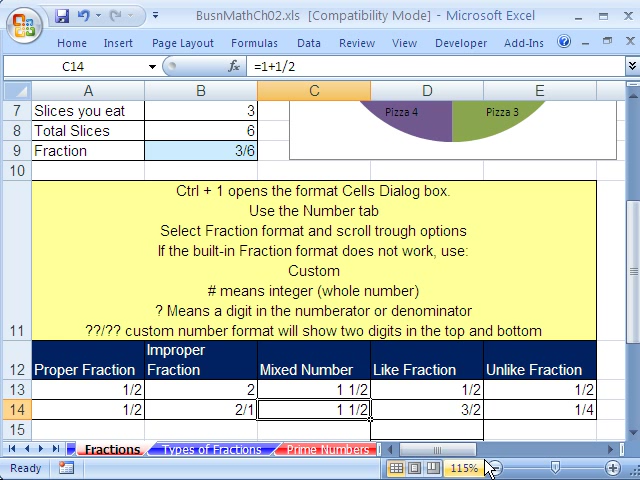 BusnMathCh02.xls [Compatibility Mode] - Microsoft Excel
Home Insert Page Layout Formulas Data Review View Developer Add-Ins
C14 fx =1+1/2
A B C D E
7 Slices you eat 3 Pizza 4 Pizza 3
8 Total Slices 6
9 Fraction 3/6
10
Ctrl + 1 opens the format Cells Dialog box.
Use the Number tab
Select Fraction format and scroll trough options
If the built-in Fraction format does not work, use:
Custom
# means integer (whole number)
? Means a digit in the numberator or denominator
11 ??/?? custom number format will show two digits in the top and bottom
12 Proper Fraction Improper Fraction Mixed Number Like Fraction Unlike Fraction
13 1/2 2 1 1/2 1/2 1/2
14 1/2 2/1 1 1/2 3/2 1/4
15
Fractions Types of Fractions Prime Numbers
Ready 115%